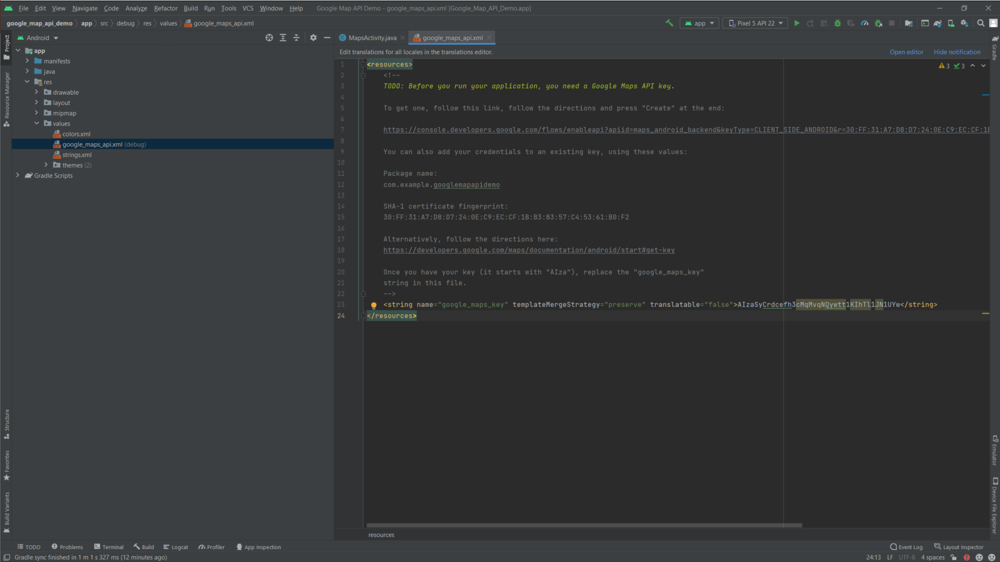 File Edit View Navigate Code Analyze Refactor Build Run Tools VCS Window Help Google Map API Demo - google_maps_api.xml [Google_Map_API_Demo.app]
google_map_api_demo app src debug res values google_maps_api.xml
app Pixel 5 API 22
Android
MapsActivity.java google_maps_api.xml
Edit translations for all locales in the translations editor. Open editor Hide notification
Project
Resource Manager
Structure
Favorites
Build Variants
app
manifests
java
res
drawable
layout
mipmap
values
colors.xml
google_maps_api.xml (debug)
strings.xml
themes (2)
Gradle Scripts
3 3
1 <resources>
2 <!--
3 TODO: Before you run your application, you need a Google Maps API key.
4
5 To get one, follow this link, follow the directions and press "Create" at the end:
6
7 https://console.developers.google.com/flows/enableapi?apiid=maps_android_backend&keyType=CLIENT_SIDE_ANDROID&r=30:FF:31:A7:D8:D7:24:0E:C9:EC:CF:1B
8
9 You can also add your credentials to an existing key, using these values:
10
11 Package name:
12 com.example.googlemapapidemo
13
14 SHA-1 certificate fingerprint:
15 30:FF:31:A7:D8:D7:24:0E:C9:EC:CF:1B:B3:83:57:C4:53:61:B0:F2
16
17 Alternatively, follow the directions here:
18 https://developers.google.com/maps/documentation/android/start#get-key
19
20 Once you have your key (it starts with "AIza"), replace the "google_maps_key"
21 string in this file.
22 -->
23 <string name="google_maps_key" templateMergeStrategy="preserve" translatable="false">AIzaSyCrdcefh3cMqMvqNQywtt1KIhTl1JN1UYw</string>
24 </resources>
Gradle
Emulator
Device File Explorer
resources
TODO Problems Terminal Build Logcat Profiler App Inspection Event Log Layout Inspector
Gradle sync finished in 1 m 1 s 327 ms (12 minutes ago) 24:13 LF UTF-8 4 spaces